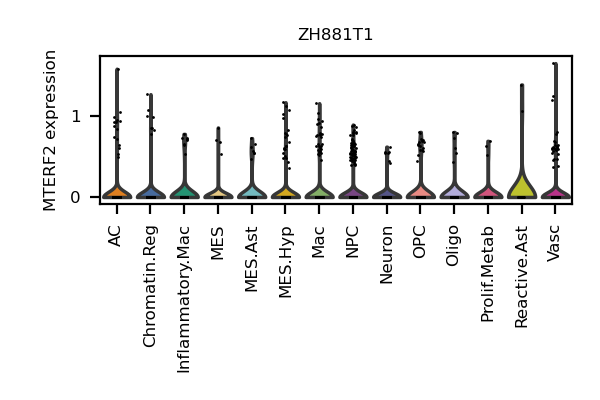 ZH881T1
MTERF2 expression
1
0
AC
Chromatin.Reg
Inflammatory.Mac
MES
MES.Ast
MES.Hyp
Mac
NPC
Neuron
OPC
Oligo
Prolif.Metab
Reactive.Ast
Vasc